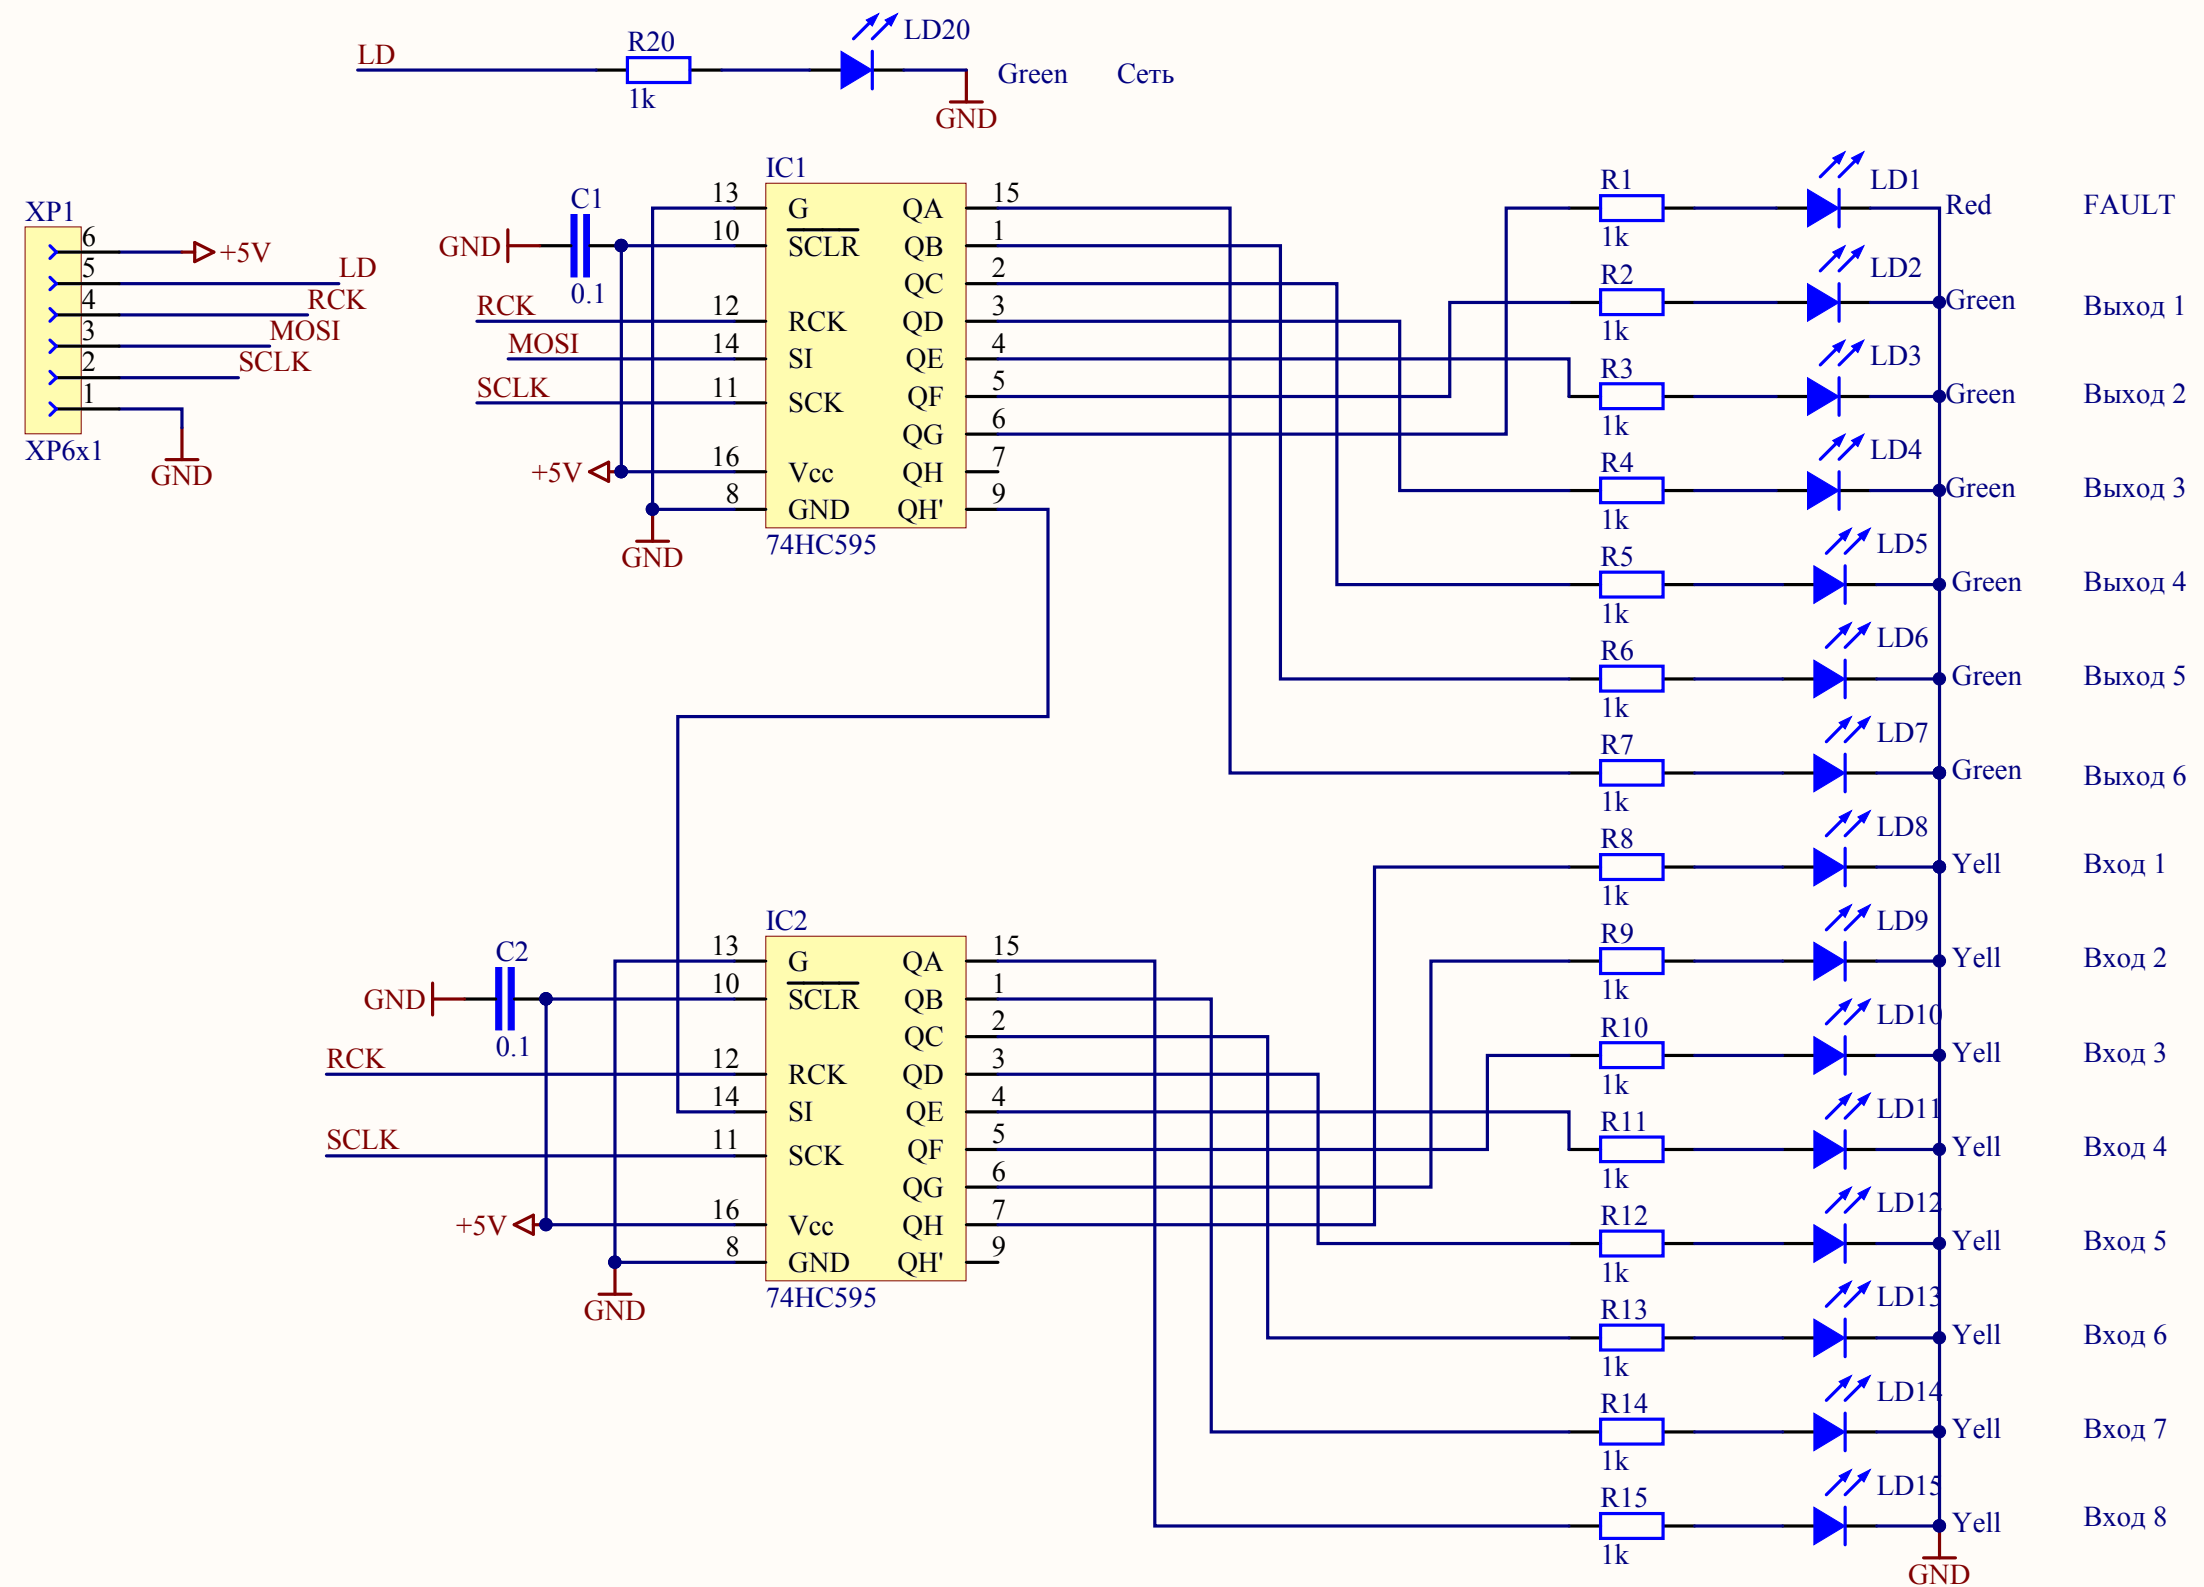 LD
R20
1k
LD20
GND
Green
Сеть
XP1
6
+5V
5
LD
4
RCK
3
MOSI
2
SCLK
1
XP6x1
GND
IC1
C1
GND
0.1
RCK
MOSI
SCLK
+5V
GND
13
10
12
14
11
16
8
G
SCLR
RCK
SI
SCK
Vcc
GND
QA
QB
QC
QD
QE
QF
QG
QH
QH'
15
1
2
3
4
5
6
7
9
74HC595
IC2
C2
GND
0.1
RCK
SCLK
+5V
GND
13
10
12
14
11
16
8
G
SCLR
RCK
SI
SCK
Vcc
GND
QA
QB
QC
QD
QE
QF
QG
QH
QH'
15
1
2
3
4
5
6
7
9
74HC595
R1
1k
LD1
Red
FAULT
R2
1k
LD2
Green
Выход 1
R3
1k
LD3
Green
Выход 2
R4
1k
LD4
Green
Выход 3
R5
1k
LD5
Green
Выход 4
R6
1k
LD6
Green
Выход 5
R7
1k
LD7
Green
Выход 6
R8
1k
LD8
Yell
Вход 1
R9
1k
LD9
Yell
Вход 2
R10
1k
LD10
Yell
Вход 3
R11
1k
LD11
Yell
Вход 4
R12
1k
LD12
Yell
Вход 5
R13
1k
LD13
Yell
Вход 6
R14
1k
LD14
Yell
Вход 7
R15
1k
LD15
Yell
Вход 8
GND